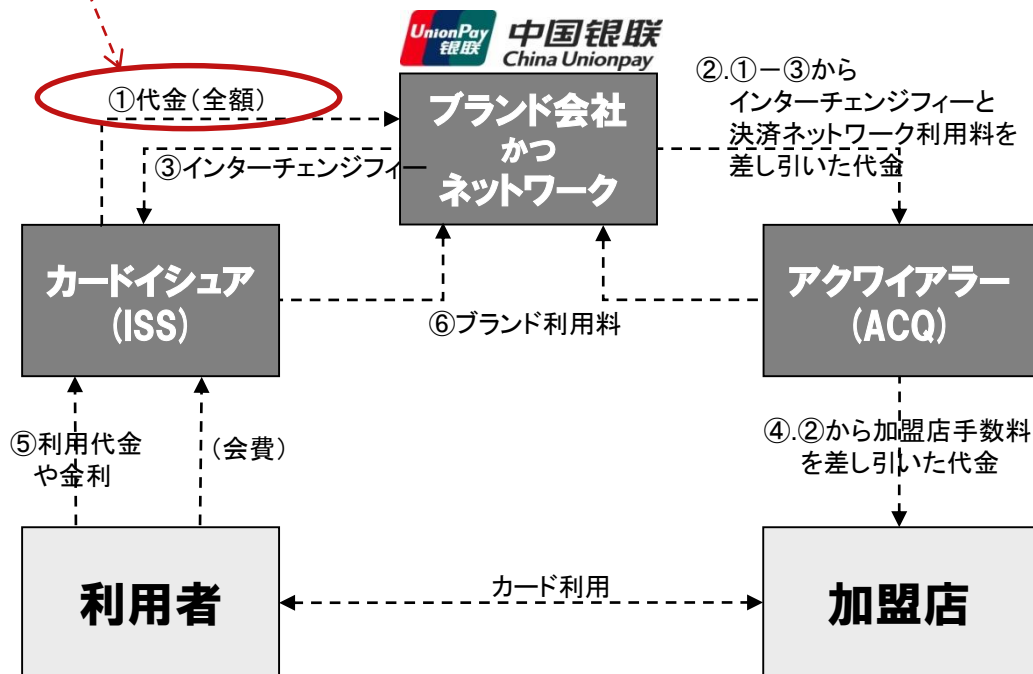 UnionPay
银联
中国银联
China Unionpay
①代金(全額)
ブランド会社
かつ
ネットワーク
②.①-③から
インターチェンジフィーと
決済ネットワーク利用料を
差し引いた代金
③インターチェンジフィー
カードイシュア
(ISS)
アクワイアラー
(ACQ)
⑥ブランド利用料
⑤利用代金
や金利
(会費)
④.②から加盟店手数料
を差し引いた代金
利用者
カード利用
加盟店